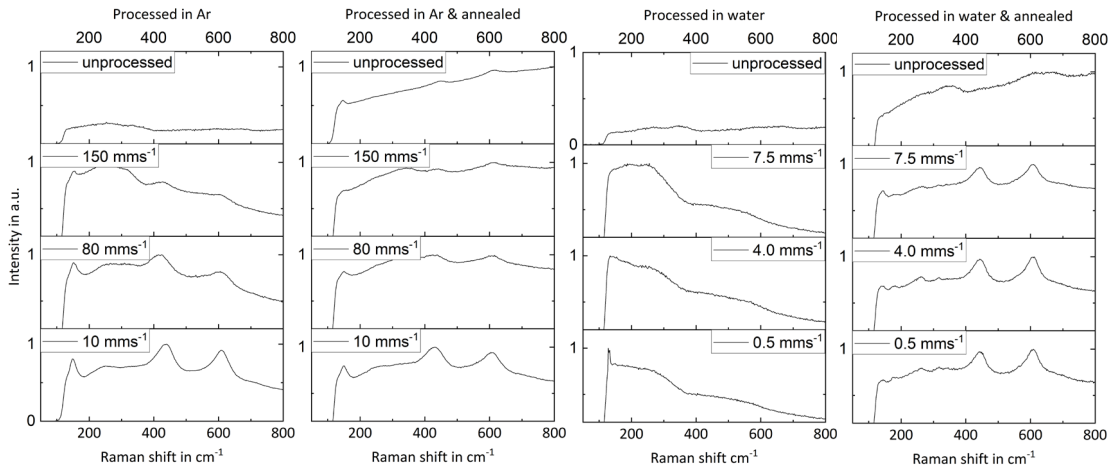 Processed in Ar
200 400 600 800
1
unprocessed
1
150 mms⁻¹
1
80 mms⁻¹
1
10 mms⁻¹
0
200 400 600 800
Raman shift in cm⁻¹
Intensity in a.u.
Processed in Ar & annealed
200 400 600 800
unprocessed
150 mms⁻¹
80 mms⁻¹
10 mms⁻¹
200 400 600 800
Raman shift in cm⁻¹
Processed in water
200 400 600 800
1
unprocessed
0
1
7.5 mms⁻¹
1
4.0 mms⁻¹
1
0.5 mms⁻¹
200 400 600 800
Raman shift in cm⁻¹
Processed in water & annealed
200 400 600 800
1
unprocessed
1
7.5 mms⁻¹
1
4.0 mms⁻¹
1
0.5 mms⁻¹
200 400 600 800
Raman shift in cm⁻¹